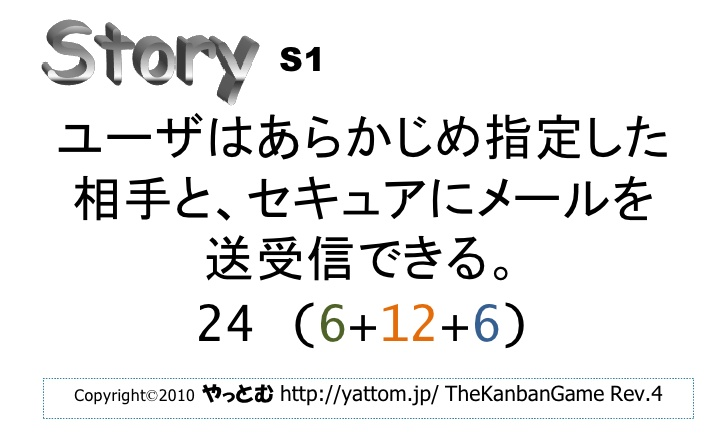 Story S1
ユーザはあらかじめ指定した
相手と、セキュアにメールを
送受信できる。
24 (6+12+6)
Copyright©2010 やっとむ http://yattom.jp/ TheKanbanGame Rev.4